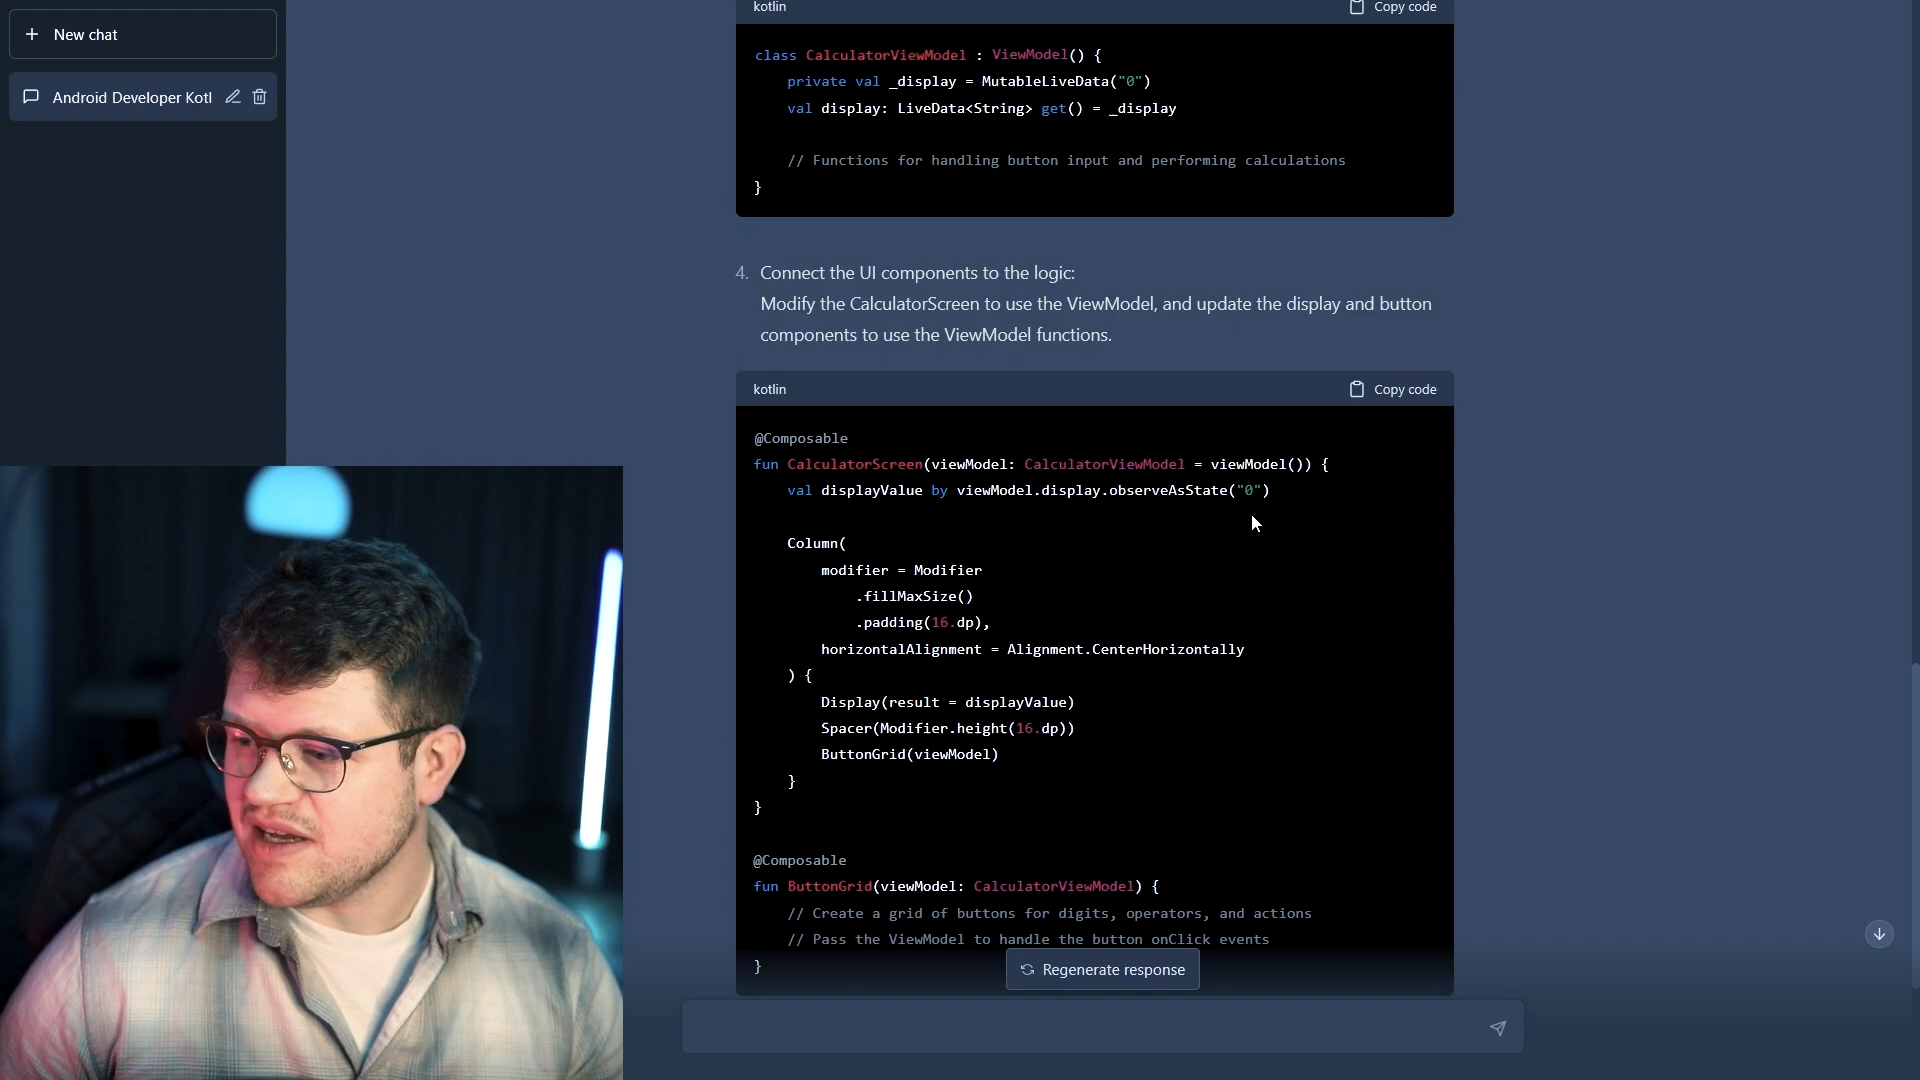 New chat
Android Developer Kotl
kotlin
Copy code
class CalculatorViewModel : ViewModel() {
    private val _display = MutableLiveData("0")
    val display: LiveData<String> get() = _display
    // Functions for handling button input and performing calculations
}
4. Connect the UI components to the logic:
Modify the CalculatorScreen to use the ViewModel, and update the display and button
components to use the ViewModel functions.
kotlin
Copy code
@Composable
fun CalculatorScreen(viewModel: CalculatorViewModel = viewModel()) {
    val displayValue by viewModel.display.observeAsState("0")
    Column(
        modifier = Modifier
            .fillMaxSize()
            .padding(16.dp),
        horizontalAlignment = Alignment.CenterHorizontally
    ) {
        Display(result = displayValue)
        Spacer(Modifier.height(16.dp))
        ButtonGrid(viewModel)
    }
}
@Composable
fun ButtonGrid(viewModel: CalculatorViewModel) {
    // Create a grid of buttons for digits, operators, and actions
    // Pass the ViewModel to handle the button onClick events
}
Regenerate response